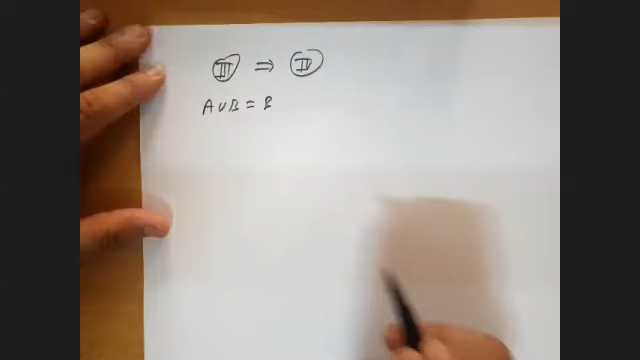 III ⇒ IV
A∪B = B